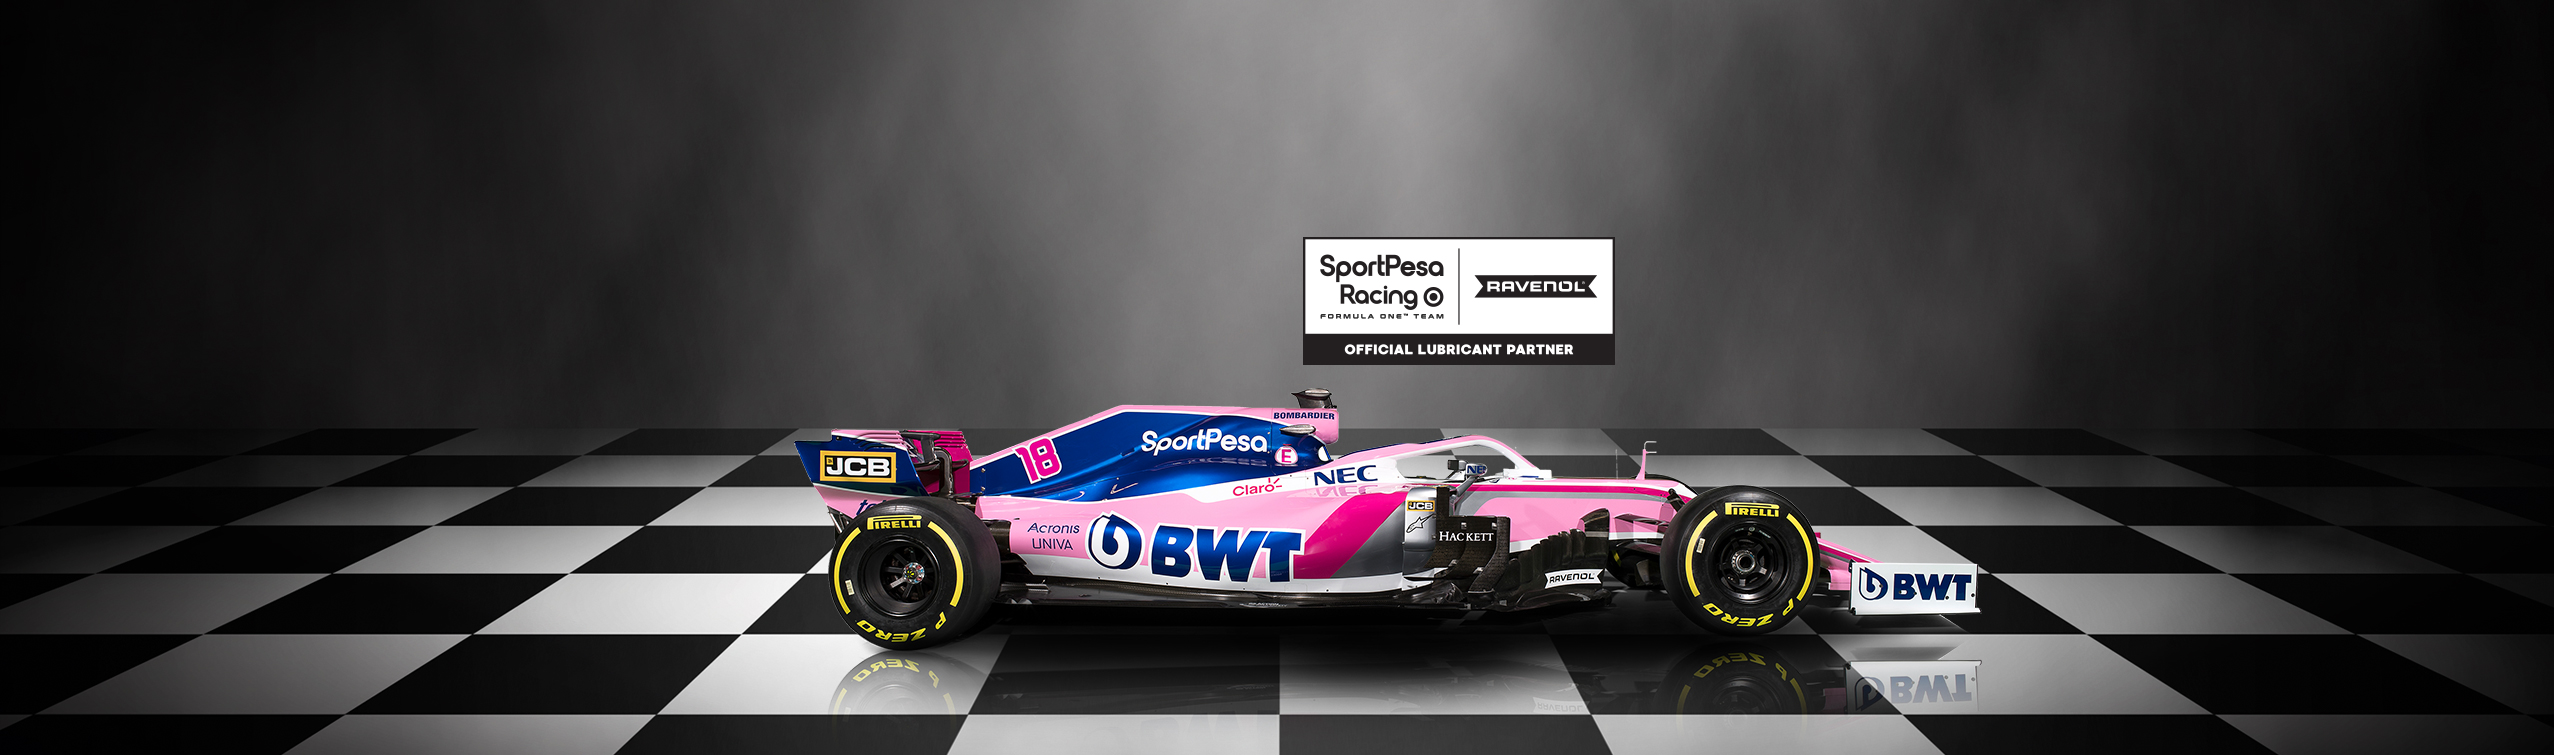 SportPesa
Racing
FORMULA ONE™ TEAM
RAVENOL®
OFFICIAL LUBRICANT PARTNER
BOMBARDIER
18
SportPesa
E
JCB
NEC
Claro
JCB
PIRELLI
Acronis
UNIVA
BWT
HACKETT
PIRELLI
RAVENOL
BWT
P ZERO
P ZERO